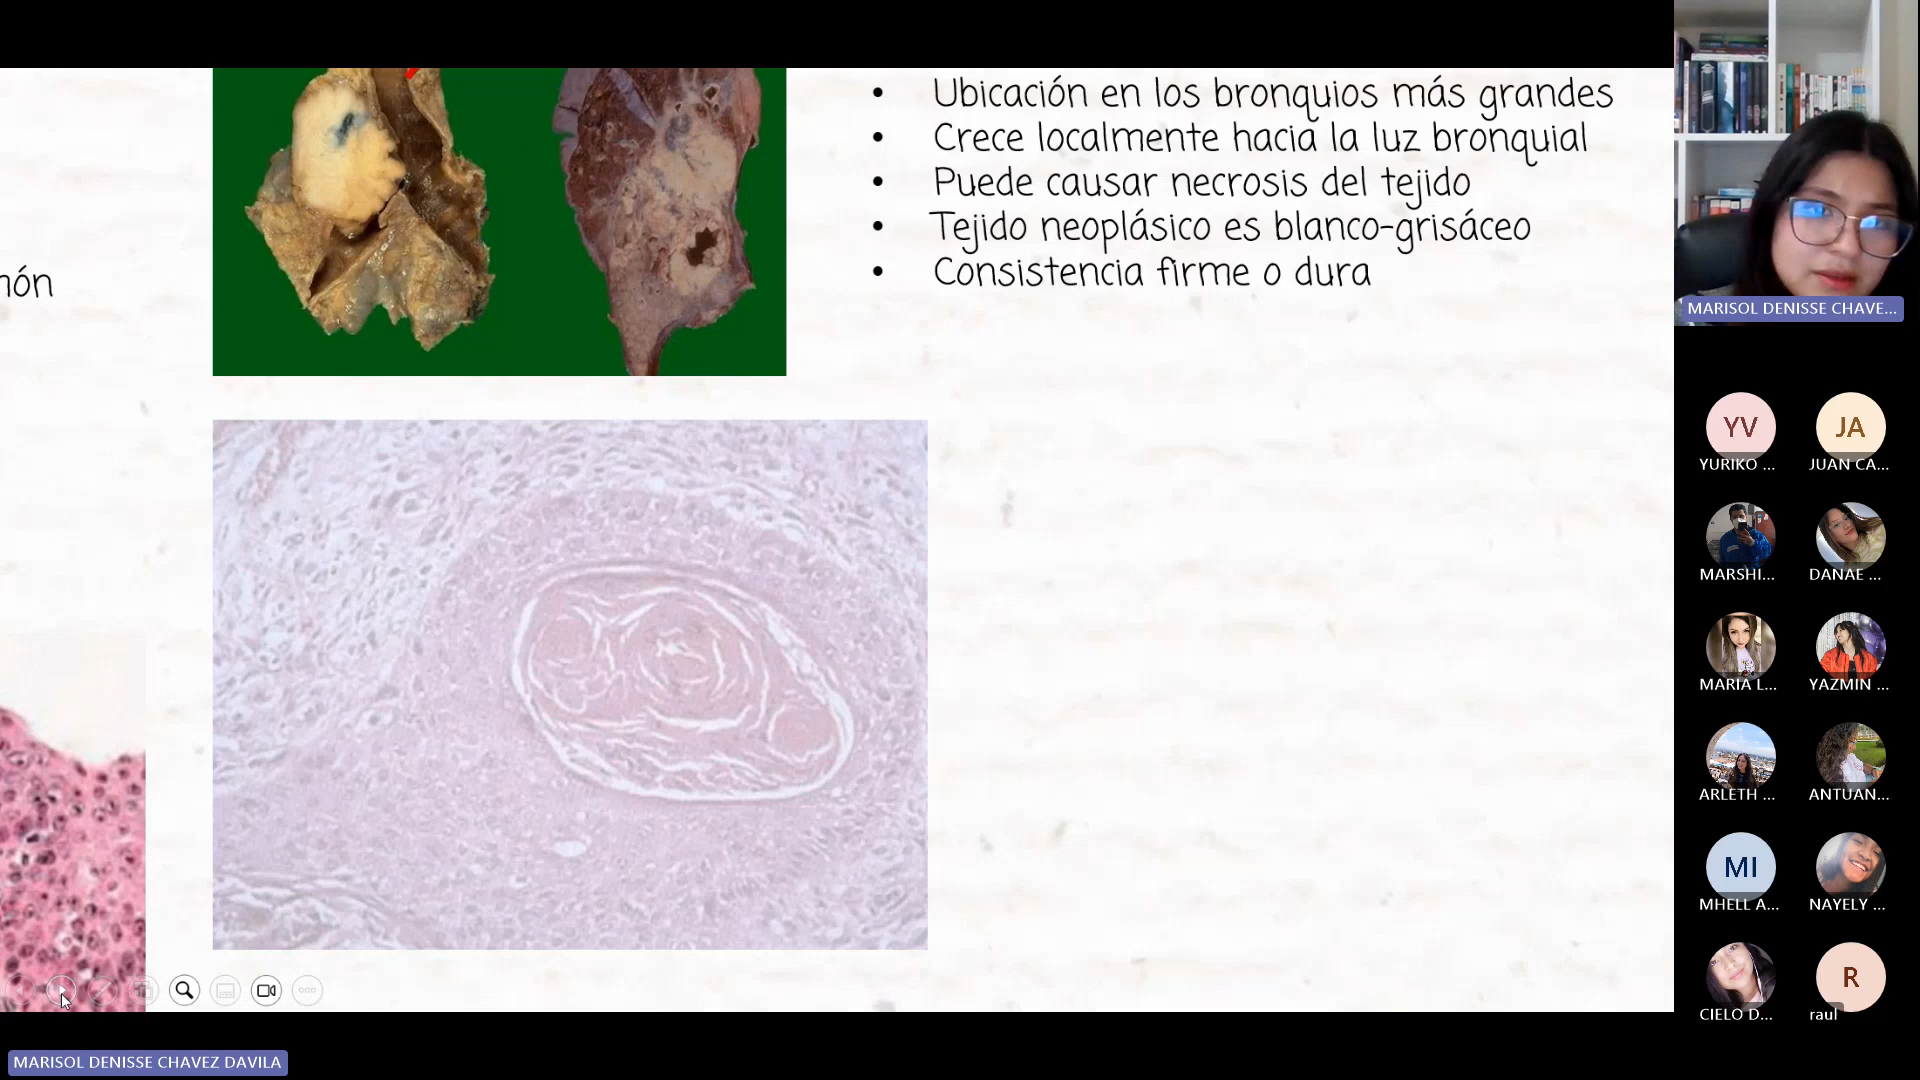 • Ubicación en los bronquios más grandes
• Crece localmente hacia la luz bronquial
• Puede causar necrosis del tejido
• Tejido neoplásico es blanco-grisáceo
• Consistencia firme o dura
món
MARISOL DENISSE CHAVE...
YV
JA
YURIKO ...
JUAN CA...
MARSHI...
DANAE ...
MARIA L...
YAZMIN ...
ARLETH ...
ANTUAN...
MI
MHELL A...
NAYELY ...
R
CIELO D...
raul
MARISOL DENISSE CHAVEZ DAVILA